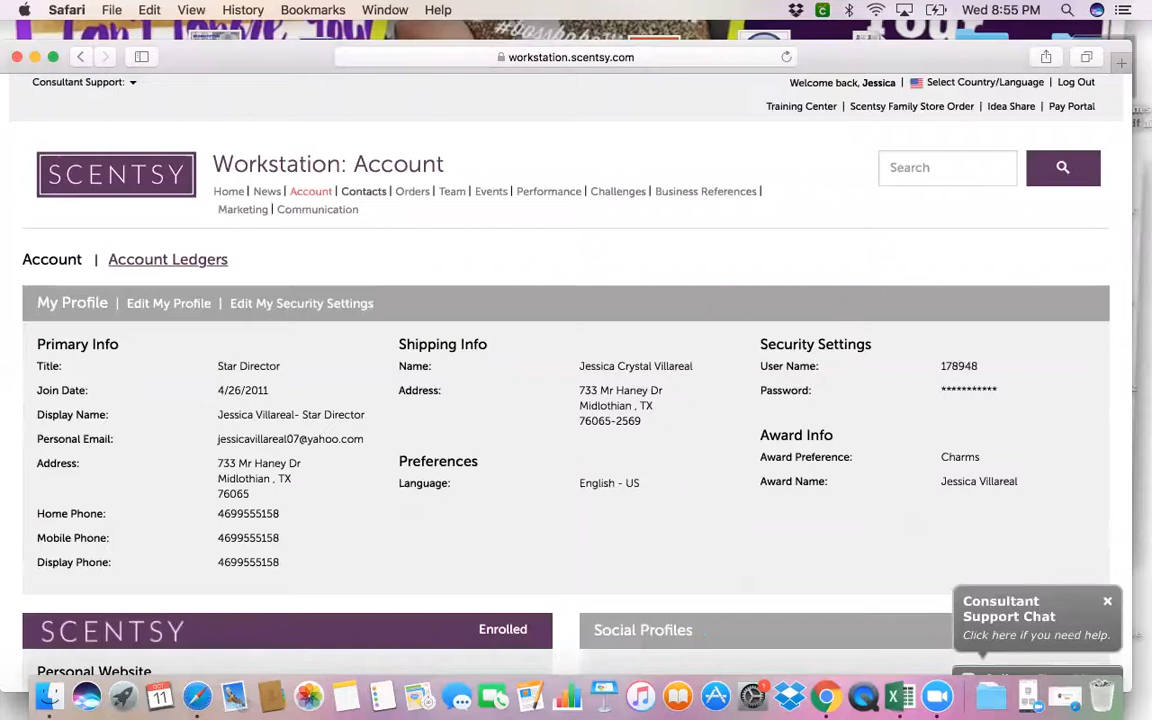 Safari File Edit View History Bookmarks Window Help Wed 8:55 PM
workstation.scentsy.com
Consultant Support: Welcome back, Jessica | Select Country/Language | Log Out
Training Center | Scentsy Family Store Order | Idea Share | Pay Portal
SCENTSY
Workstation: Account
Search
Home | News | Account | Contacts | Orders | Team | Events | Performance | Challenges | Business References |
Marketing | Communication
Account | Account Ledgers
My Profile | Edit My Profile | Edit My Security Settings
Primary Info
Title: Star Director
Join Date: 4/26/2011
Display Name: Jessica Villareal- Star Director
Personal Email: jessicavillareal07@yahoo.com
Address: 733 Mr Haney Dr
Midlothian , TX
76065
Home Phone: 4699555158
Mobile Phone: 4699555158
Display Phone: 4699555158
Shipping Info
Name: Jessica Crystal Villareal
Address: 733 Mr Haney Dr
Midlothian , TX
76065-2569
Preferences
Language: English - US
Security Settings
User Name: 178948
Password: ***********
Award Info
Award Preference: Charms
Award Name: Jessica Villareal
SCENTSY Enrolled
Personal Website
Social Profiles
Consultant
Support Chat
Click here if you need help.
OCT
11